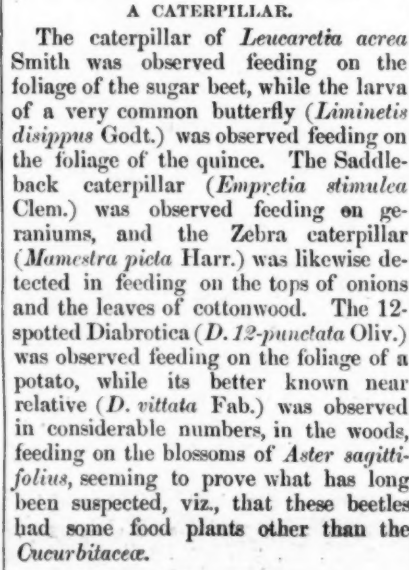 A CATERPILLAR.
The caterpillar of Leucaretia acrea
Smith was observed feeding on the
foliage of the sugar beet, while the larva
of a very common butterfly (Liminetis
disippus Godt.) was observed feeding on
the foliage of the quince. The Saddle-
back caterpillar (Empretia stimulea
Clem.) was observed feeding on ge-
raniums, and the Zebra caterpillar
(Mamestra picta Harr.) was likewise de-
tected in feeding on the tops of onions
and the leaves of cottonwood. The 12-
spotted Diabrotica (D. 12-punctata Oliv.)
was observed feeding on the foliage of a
potato, while its better known near
relative (D. vittata Fab.) was observed
in considerable numbers, in the woods,
feeding on the blossoms of Aster sagitti-
folius, seeming to prove what has long
been suspected, viz., that these beetles
had some food plants other than the
Cucurbitaceæ.